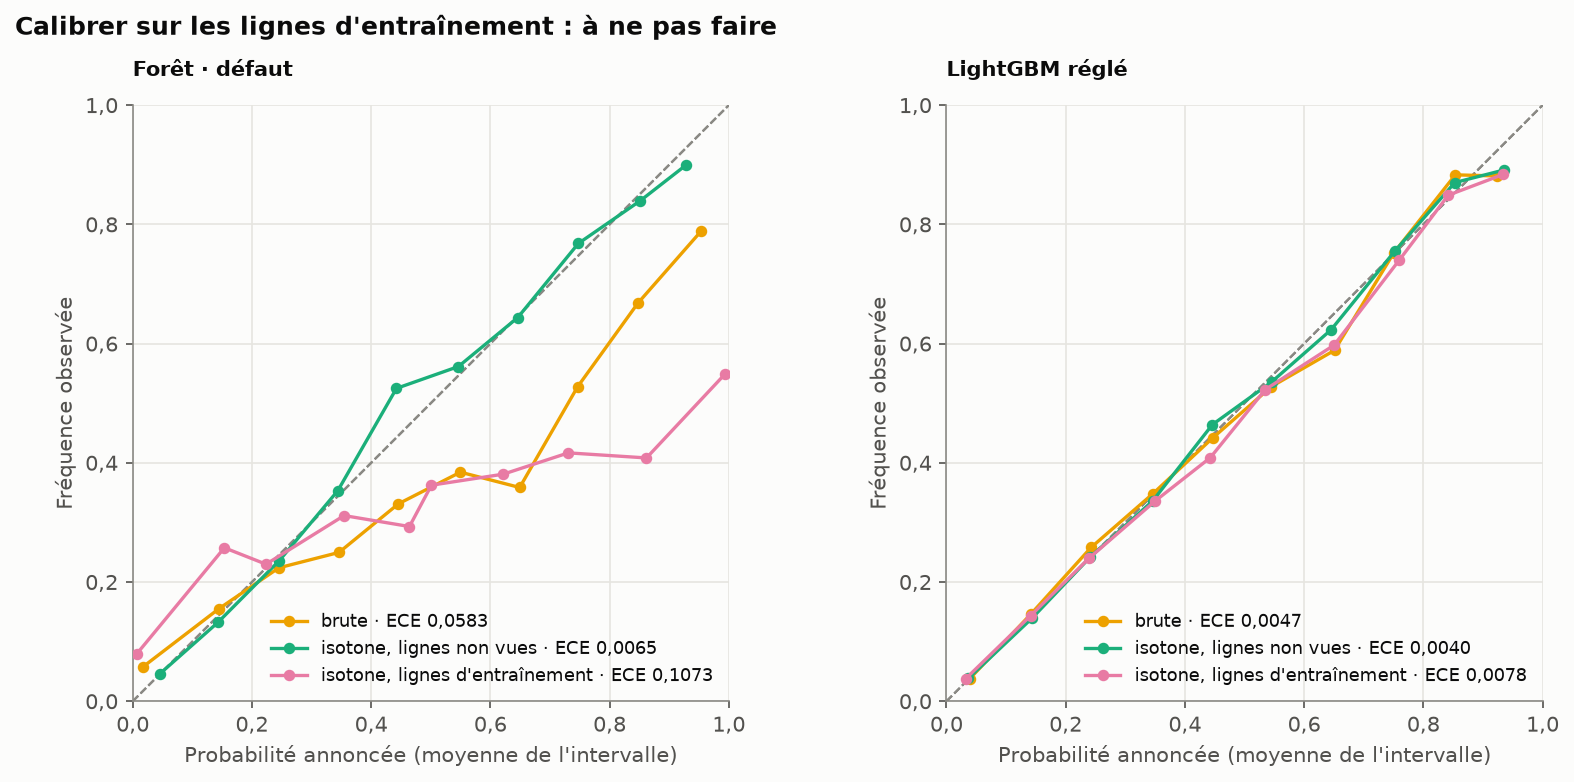 Calibrer sur les lignes d'entraînement : à ne pas faire
Forêt · défaut
Fréquence observée
1,0
0,8
0,6
0,4
0,2
0,0
brute · ECE 0,0583
isotone, lignes non vues · ECE 0,0065
isotone, lignes d'entraînement · ECE 0,1073
0,0 0,2 0,4 0,6 0,8 1,0
Probabilité annoncée (moyenne de l'intervalle)
LightGBM réglé
Fréquence observée
1,0
0,8
0,6
0,4
0,2
0,0
brute · ECE 0,0047
isotone, lignes non vues · ECE 0,0040
isotone, lignes d'entraînement · ECE 0,0078
0,0 0,2 0,4 0,6 0,8 1,0
Probabilité annoncée (moyenne de l'intervalle)